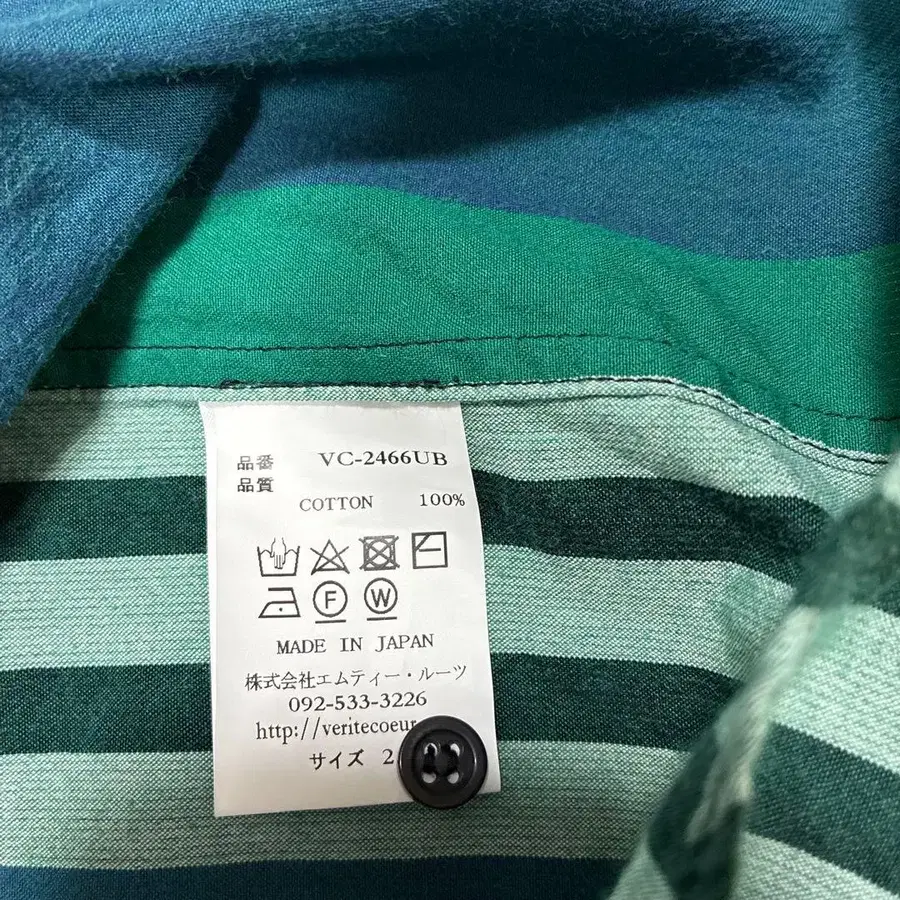 品番 VC-2466UB
品質
COTTON 100%
F W
MADE IN JAPAN
株式会社エムティー・ルーツ
092-533-3226
http://veritecoeur
サイズ 2